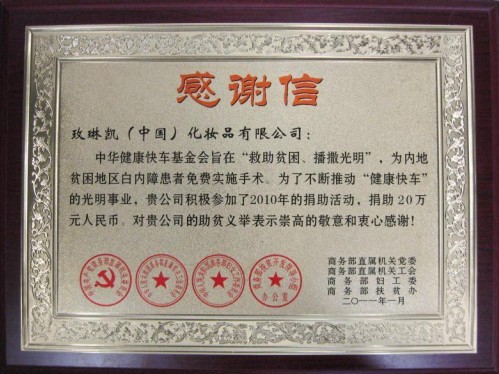 感谢信
玫琳凯（中国）化妆品有限公司：
中华健康快车基金会旨在“救助贫困、播撒光明”，为内地
贫困地区白内障患者免费实施手术。为了不断推动“健康快车”
的光明事业，贵公司积极参加了2010年的捐助活动，捐助20万
元人民币。对贵公司的助贫义举表示崇高的敬意和衷心感谢！
商务部直属机关党委
商务部直属机关工会
商务部妇工委
商务部扶贫办
二〇一一年一月
办公室